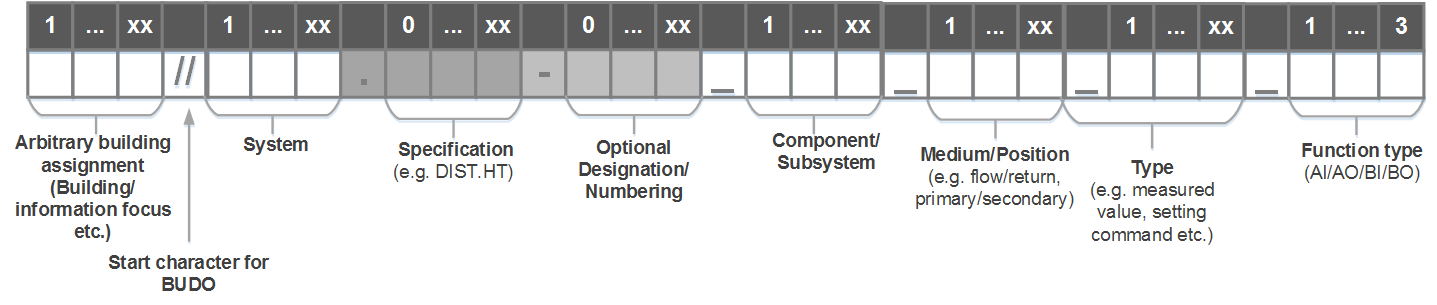 1 ... xx 1 ... xx 0 ... xx 0 ... xx 1 ... xx 1 ... xx 1 ... xx 1 ... 3
// . - _ _ _ _
Arbitrary building
assignment
(Building/
information focus
etc.)
Start character for
BUDO
System
Specification
(e.g. DIST.HT)
Optional
Designation/
Numbering
Component/
Subsystem
Medium/Position
(e.g. flow/return,
primary/secondary)
Type
(e.g. measured
value, setting
command etc.)
Function type
(AI/AO/BI/BO)